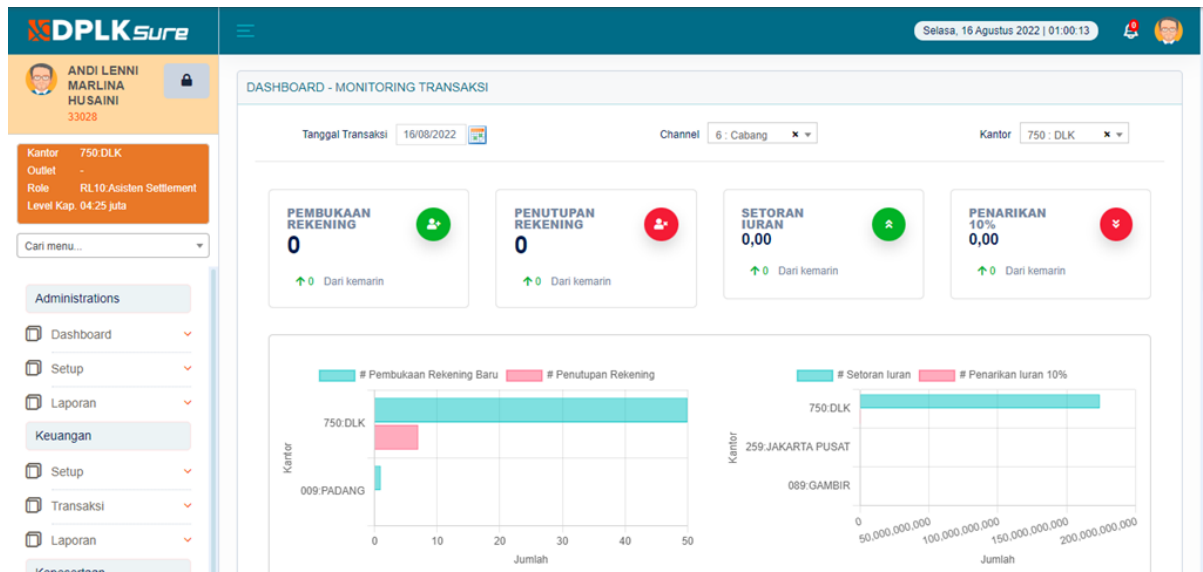 DPLKSure
Selasa, 16 Agustus 2022 | 01:00:13
ANDI LENNI
MARLINA
HUSAINI
33028
Kantor 750:DLK
Outlet -
Role RL10:Asisten Settlement
Level Kap. 04:25 juta
Cari menu...
Administrations
Dashboard
Setup
Laporan
Keuangan
Setup
Transaksi
Laporan
DASHBOARD - MONITORING TRANSAKSI
Tanggal Transaksi 16/08/2022
Channel 6 : Cabang × 
Kantor 750 : DLK ×
PEMBUKAAN
REKENING
0
0 Dari kemarin
PENUTUPAN
REKENING
0
0 Dari kemarin
SETORAN
IURAN
0,00
0 Dari kemarin
PENARIKAN
10%
0,00
0 Dari kemarin
# Pembukaan Rekening Baru # Penutupan Rekening
750:DLK
Kantor
009:PADANG
0 10 20 30 40 50
Jumlah
# Setoran Iuran # Penarikan Iuran 10%
750:DLK
Kantor
259:JAKARTA PUSAT
089:GAMBIR
0 50,000,000,000 100,000,000,000 150,000,000,000 200,000,000,000
Jumlah